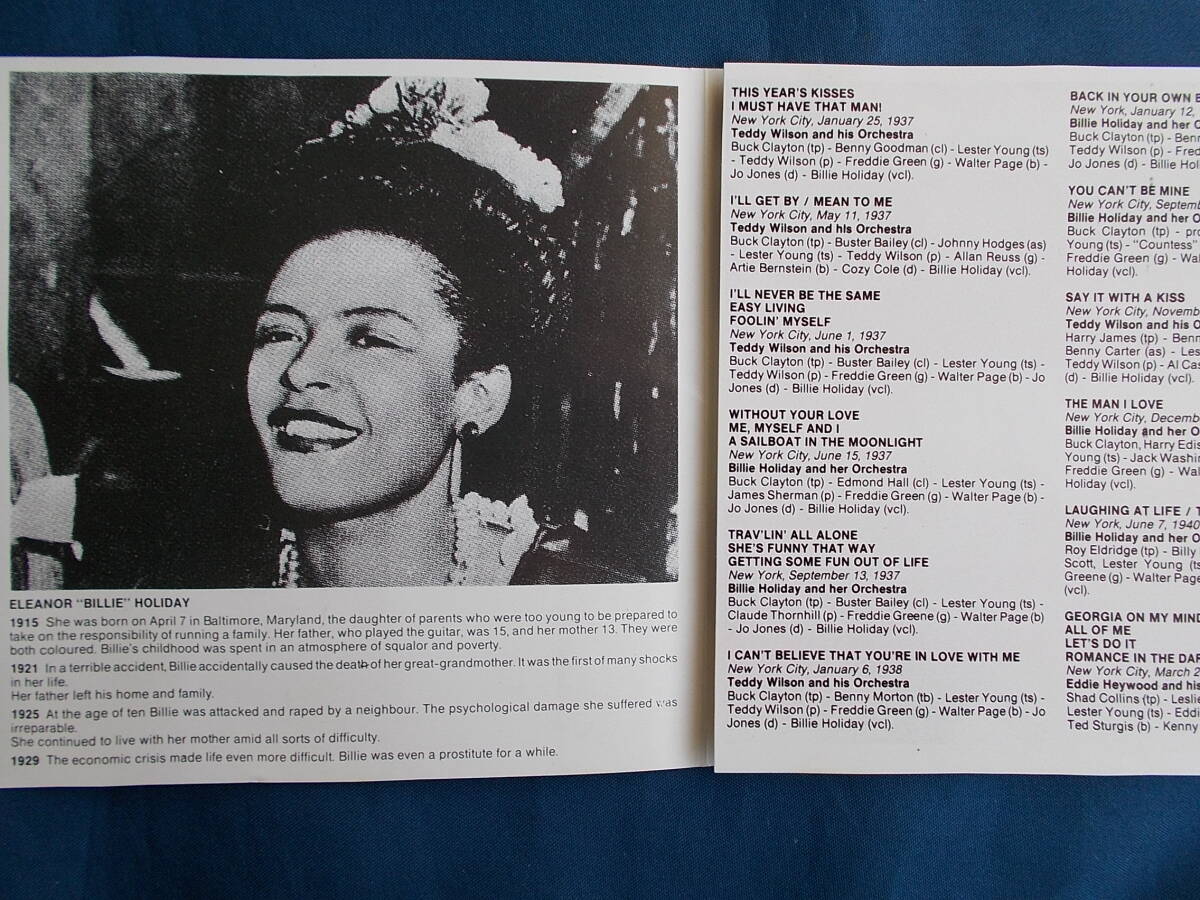 ELEANOR "BILLIE" HOLIDAY
1915 She was born on April 7 in Baltimore, Maryland, the daughter of parents who were too young to be prepared to
take on the responsibility of running a family. Her father, who played the guitar, was 15, and her mother 13. They were
both coloured. Billie's childhood was spent in an atmosphere of squalor and poverty.
1921 In a terrible accident, Billie accidentally caused the death of her great-grandmother. It was the first of many shocks
in her life.
Her father left his home and family.
1925 At the age of ten Billie was attacked and raped by a neighbour. The psychological damage she suffered was
irreparable.
She continued to live with her mother amid all sorts of difficulty.
1929 The economic crisis made life even more difficult. Billie was even a prostitute for a while.
THIS YEAR'S KISSES
I MUST HAVE THAT MAN!
New York City, January 25, 1937
Teddy Wilson and his Orchestra
Buck Clayton (tp) - Benny Goodman (cl) - Lester Young (ts)
- Teddy Wilson (p) - Freddie Green (g) - Walter Page (b) -
Jo Jones (d) - Billie Holiday (vcl).
I'LL GET BY / MEAN TO ME
New York City, May 11, 1937
Teddy Wilson and his Orchestra
Buck Clayton (tp) - Buster Bailey (cl) - Johnny Hodges (as)
- Lester Young (ts) - Teddy Wilson (p) - Allan Reuss (g) -
Artie Bernstein (b) - Cozy Cole (d) - Billie Holiday (vcl).
I'LL NEVER BE THE SAME
EASY LIVING
FOOLIN' MYSELF
New York City, June 1, 1937
Teddy Wilson and his Orchestra
Buck Clayton (tp) - Buster Bailey (cl) - Lester Young (ts) -
Teddy Wilson (p) - Freddie Green (g) - Walter Page (b) - Jo
Jones (d) - Billie Holiday (vcl).
WITHOUT YOUR LOVE
ME, MYSELF AND I
A SAILBOAT IN THE MOONLIGHT
New York City, June 15, 1937
Billie Holiday and her Orchestra
Buck Clayton (tp) - Edmond Hall (cl) - Lester Young (ts) -
James Sherman (p) - Freddie Green (g) - Walter Page (b) -
Jo Jones (d) - Billie Holiday (vcl).
TRAV'LIN' ALL ALONE
SHE'S FUNNY THAT WAY
GETTING SOME FUN OUT OF LIFE
New York, September 13, 1937
Billie Holiday and her Orchestra
Buck Clayton (tp) - Buster Bailey (cl) - Lester Young (ts) -
Claude Thornhill (p) - Freddie Greene (g) - Walter Page (b)
- Jo Jones (d) - Billie Holiday (vcl).
I CAN'T BELIEVE THAT YOU'RE IN LOVE WITH ME
New York City, January 6, 1938
Teddy Wilson and his Orchestra
Buck Clayton (tp) - Benny Morton (tb) - Lester Young (ts) -
Teddy Wilson (p) - Freddie Green (g) - Walter Page (b) - Jo
Jones (d) - Billie Holiday (vcl).
BACK IN YOUR OWN
New York, January 12,
Billie Holiday and her
Buck Clayton (tp) -
Teddy Wilson (p) -
Jo Jones (d) - Billie
YOU CAN'T BE MINE
New York City,
Billie Holiday and her
Buck Clayton (tp) -
Young (ts) - "Countess"
Freddie Green (g) -
Holiday (vcl).
SAY IT WITH A KISS
New York City,
Teddy Wilson and his
Harry James (tp) -
Benny Carter (as) -
Teddy Wilson (p) - Al
(d) - Billie Holiday (vcl).
THE MAN I LOVE
New York City,
Billie Holiday and her
Buck Clayton, Harry
Young (ts) - Jack
Freddie Green (g) -
Holiday (vcl).
LAUGHING AT LIFE /
New York, June 7, 1940
Billie Holiday and her
Roy Eldridge (tp) - Billy
Scott, Lester Young
Greene (g) - Walter Page
(vcl).
GEORGIA ON MY MIND
ALL OF ME
LET'S DO IT
ROMANCE IN THE
New York City, March
Eddie Heywood and his
Shad Collins (tp) -
Lester Young (ts) -
Ted Sturgis (b) - Kenny